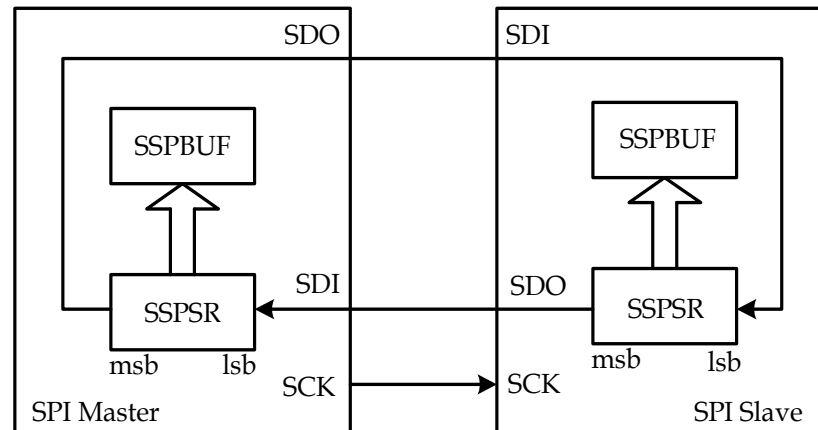 SDO
SDI
SSPBUF
SSPBUF
SDI
SDO
SSPSR
SSPSR
msb
lsb
msb
lsb
SCK
SCK
SPI Master
SPI Slave